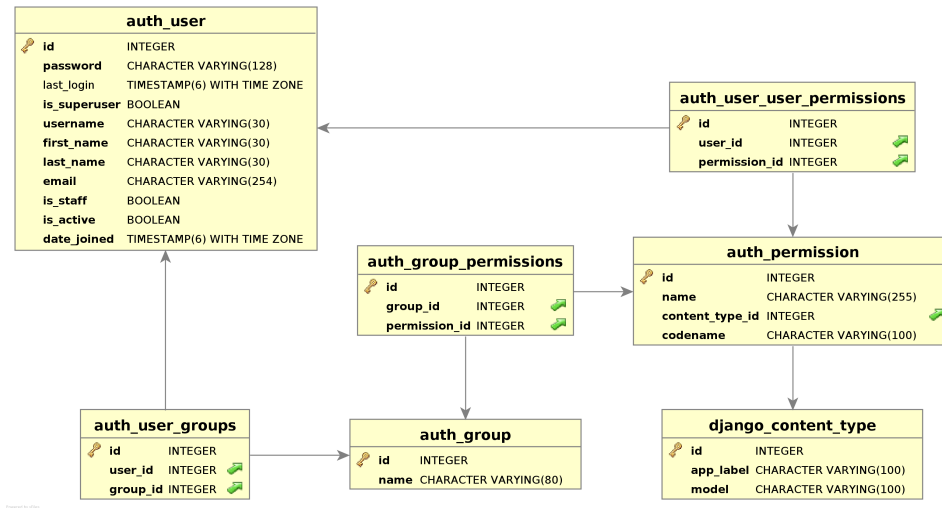 auth_user
id INTEGER
password CHARACTER VARYING(128)
last_login TIMESTAMP(6) WITH TIME ZONE
is_superuser BOOLEAN
username CHARACTER VARYING(30)
first_name CHARACTER VARYING(30)
last_name CHARACTER VARYING(30)
email CHARACTER VARYING(254)
is_staff BOOLEAN
is_active BOOLEAN
date_joined TIMESTAMP(6) WITH TIME ZONE
auth_user_user_permissions
id INTEGER
user_id INTEGER
permission_id INTEGER
auth_group_permissions
id INTEGER
group_id INTEGER
permission_id INTEGER
auth_permission
id INTEGER
name CHARACTER VARYING(255)
content_type_id INTEGER
codename CHARACTER VARYING(100)
auth_user_groups
id INTEGER
user_id INTEGER
group_id INTEGER
auth_group
id INTEGER
name CHARACTER VARYING(80)
django_content_type
id INTEGER
app_label CHARACTER VARYING(100)
model CHARACTER VARYING(100)